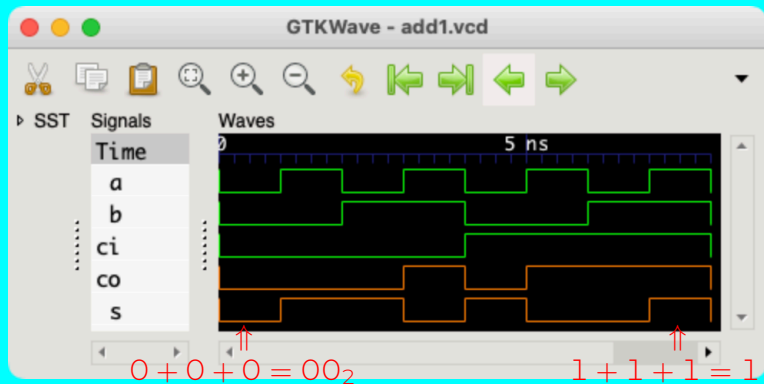 GTKWave - add1.vcd
SST Signals Waves
Time
0 5 ns
a
b
ci
co
s
0 + 0 + 0 = 00₂
1 + 1 + 1 = 1